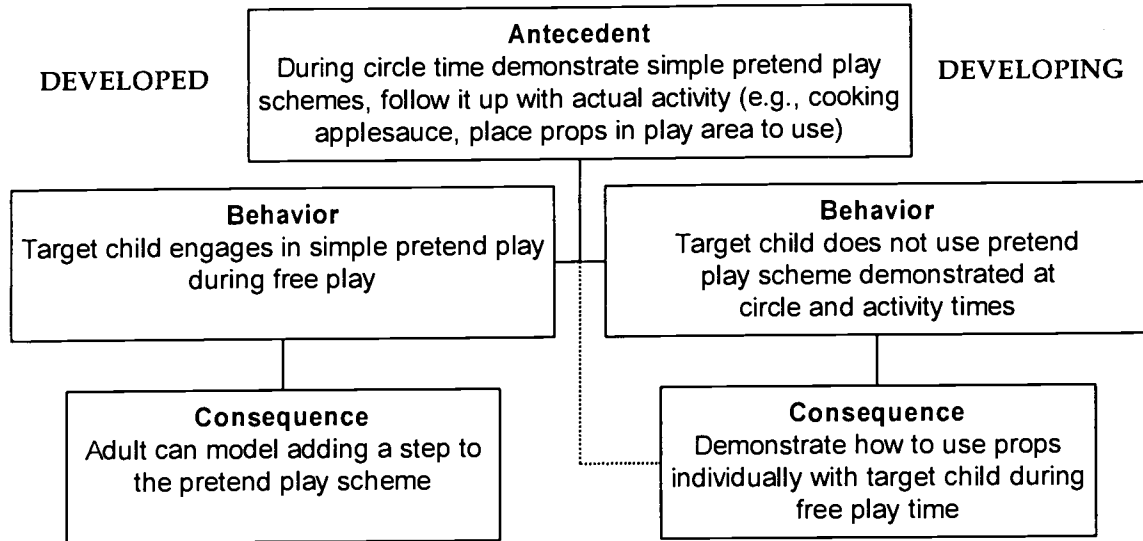 Antecedent
DEVELOPED
During circle time demonstrate simple pretend play
DEVELOPING
schemes, follow it up with actual activity (e.g., cooking
applesauce, place props in play area to use)
Behavior
Target child engages in simple pretend play
during free play
Behavior
Target child does not use pretend
play scheme demonstrated at
circle and activity times
Consequence
Adult can model adding a step to
the pretend play scheme
Consequence
Demonstrate how to use props
individually with target child during
free play time